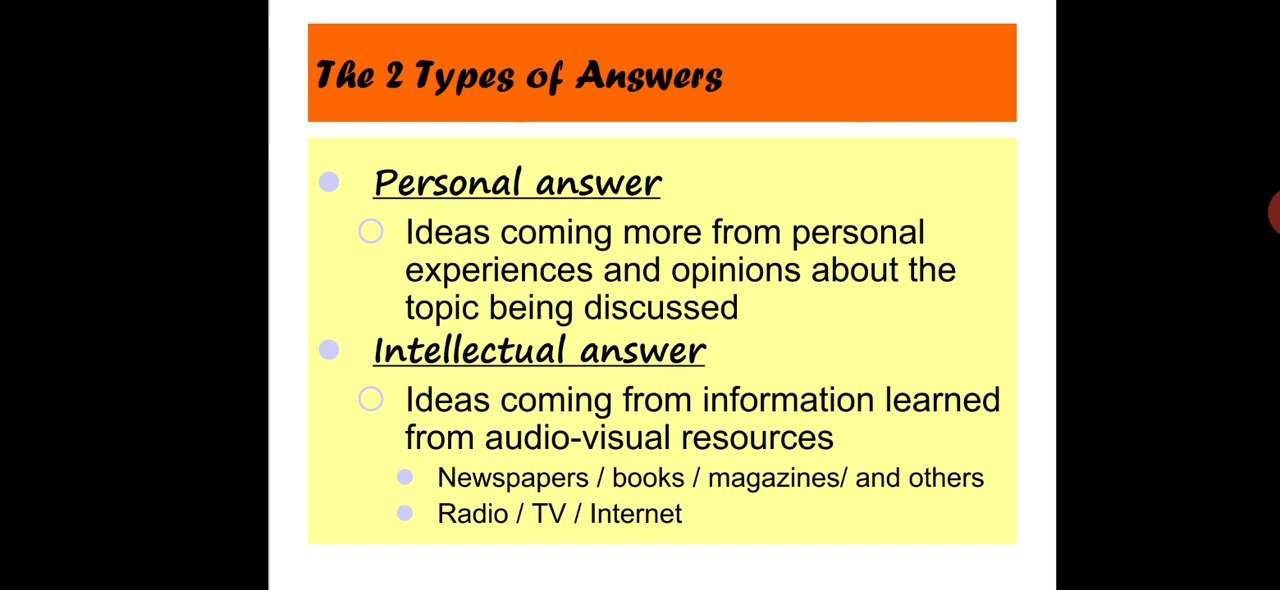 The 2 Types of Answers
Personal answer
Ideas coming more from personal
experiences and opinions about the
topic being discussed
Intellectual answer
Ideas coming from information learned
from audio-visual resources
Newspapers / books / magazines/ and others
Radio / TV / Internet